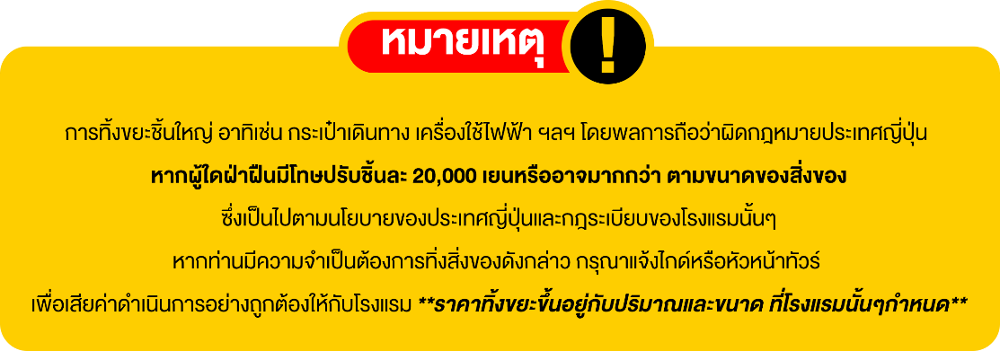 หมายเหตุ !
การทิ้งขยะชิ้นใหญ่ อาทิเช่น กระเป๋าเดินทาง เครื่องใช้ไฟฟ้า ฯลฯ โดยพลการถือว่าผิดกฎหมายประเทศญี่ปุ่น
หากผู้ใดฝ่าฝืนมีโทษปรับชิ้นละ 20,000 เยนหรืออาจมากกว่า ตามขนาดของสิ่งของ
ซึ่งเป็นไปตามนโยบายของประเทศญี่ปุ่นและกฎระเบียบของโรงแรมนั้นๆ
หากท่านมีความจำเป็นต้องการทิ่งสิ่งของดังกล่าว กรุณาแจ้งไกด์หรือหัวหน้าทัวร์
เพื่อเสียค่าดำเนินการอย่างถูกต้องให้กับโรงแรม **ราคาทิ้งขยะขึ้นอยู่กับปริมาณและขนาด ที่โรงแรมนั้นๆกำหนด**